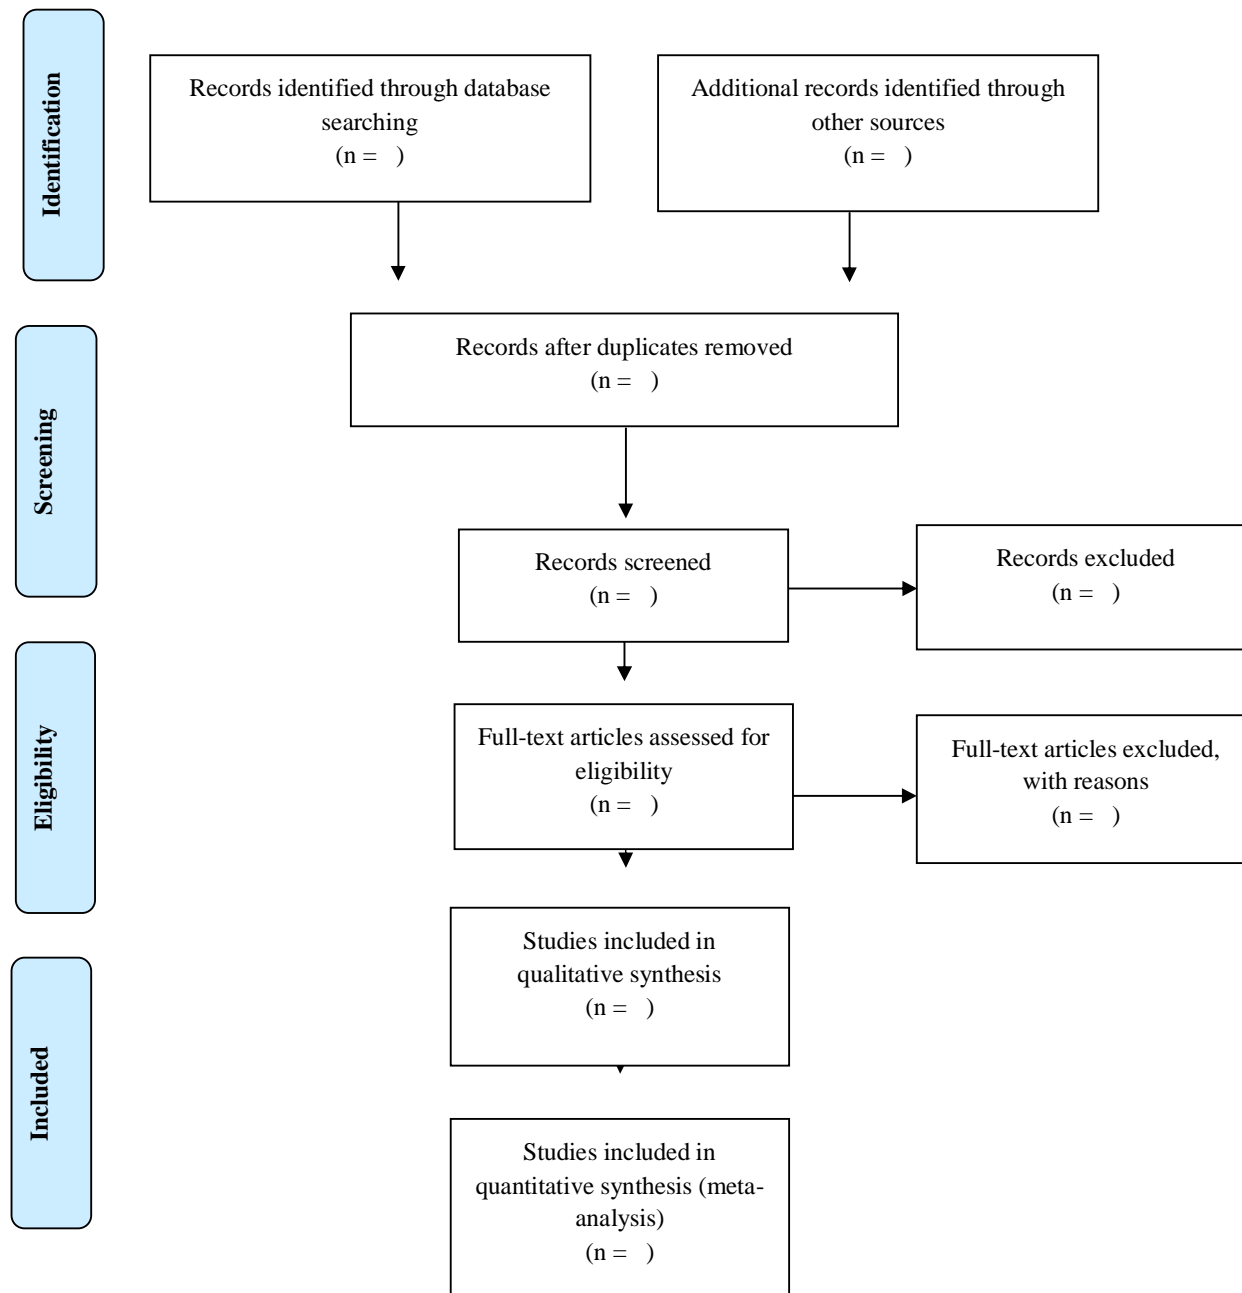 Identification
Records identified through database
searching
(n =   )
Additional records identified through
other sources
(n =   )
Screening
Records after duplicates removed
(n =   )
Records screened
(n =   )
Records excluded
(n =   )
Eligibility
Full-text articles assessed for
eligibility
(n =   )
Full-text articles excluded,
with reasons
(n =   )
Included
Studies included in
qualitative synthesis
(n =   )
Studies included in
quantitative synthesis (meta-
analysis)
(n =   )